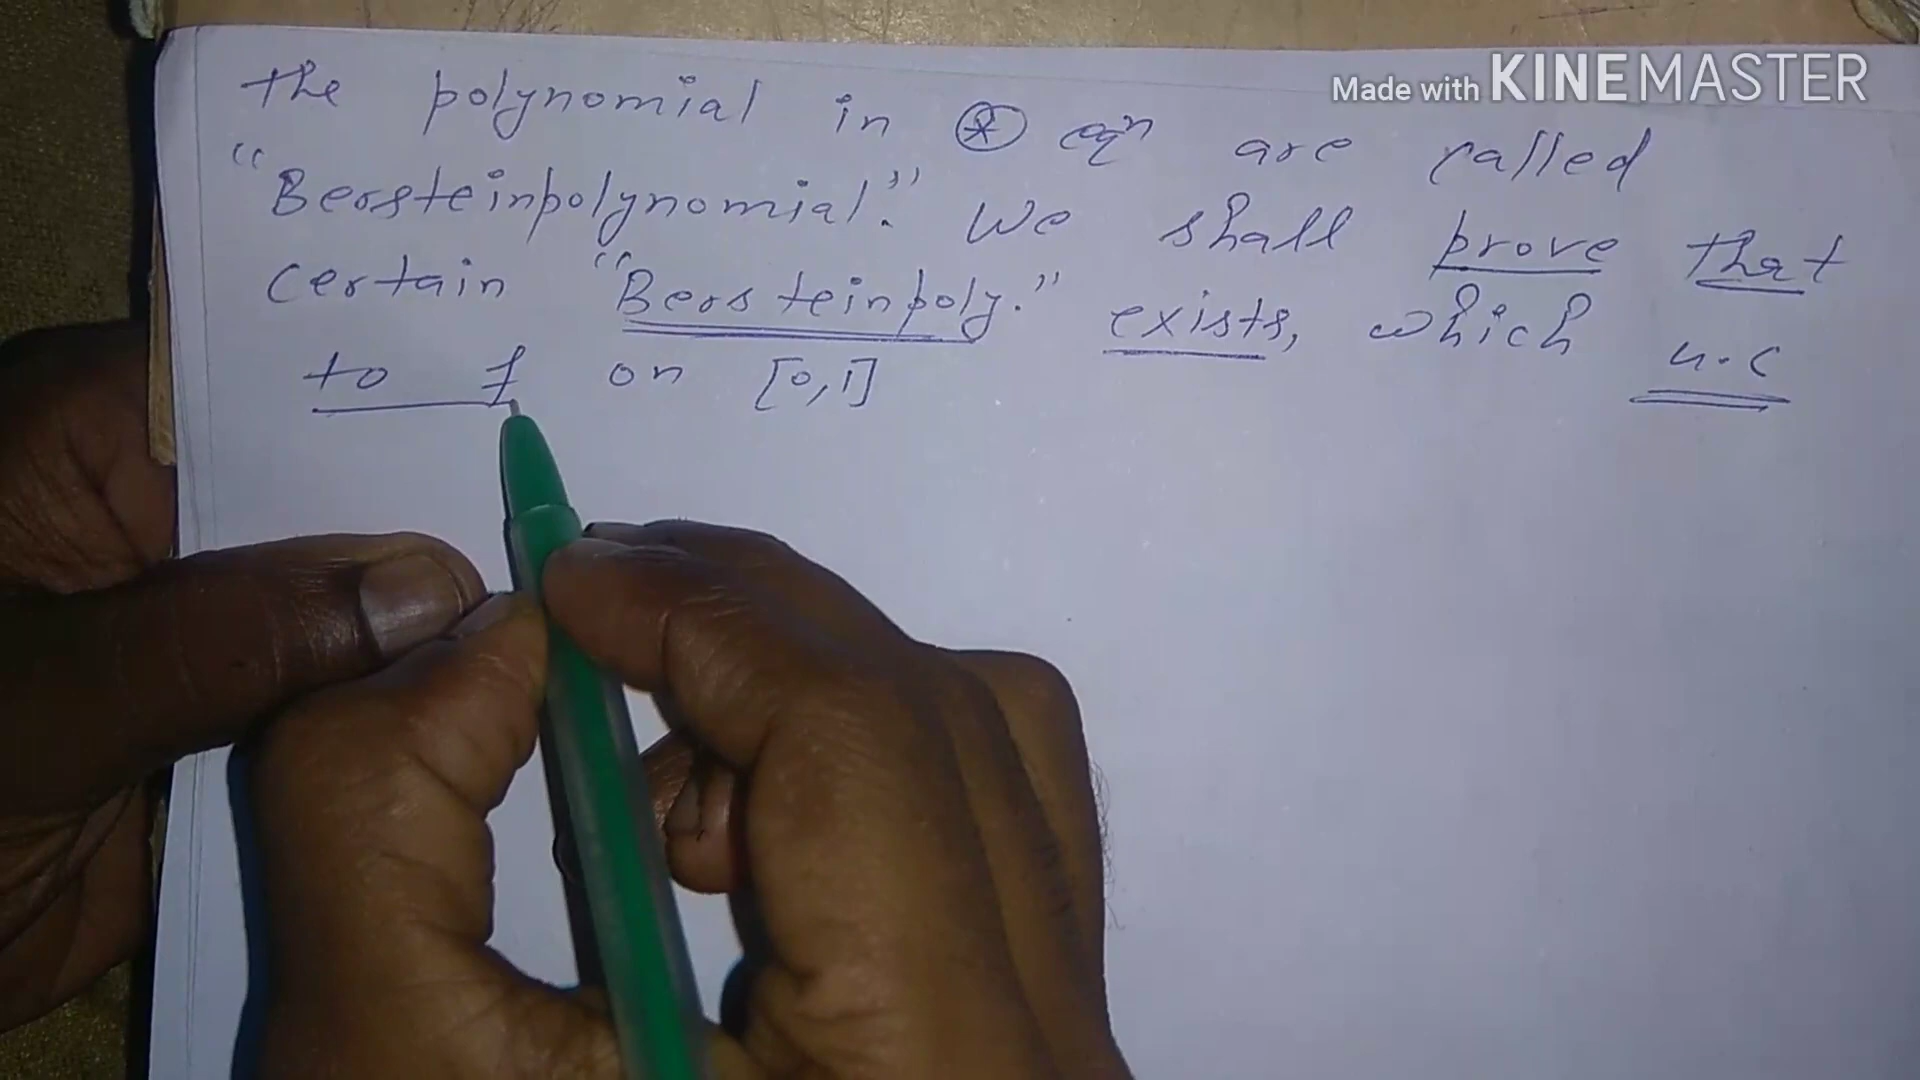 Made with KINEMASTER
the polynomial in ⊛ eqn are called
"Bersteinpolynomial." We shall prove that
certain "Bersteinpoly." exists, which u.c
to f on [0,1]